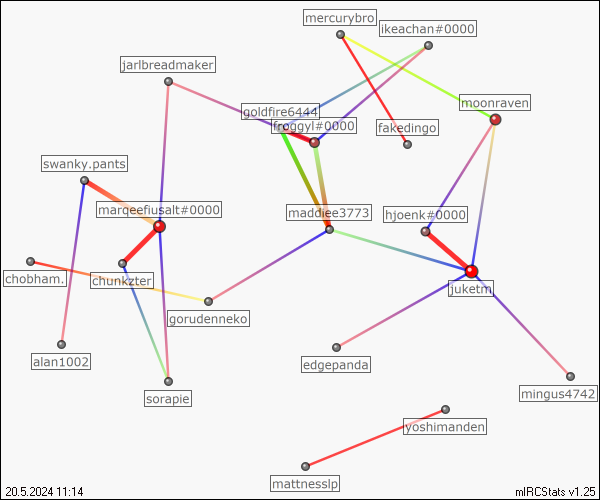 mercurybro
ikeachan#0000
jarlbreadmaker
goldfire6444
moonraven
froggyl#0000
fakedingo
swanky.pants
marqeefiusalt#0000
maddiee3773
hjoenk#0000
chobham.
chunkzter
juketm
gorudenneko
alan1002
edgepanda
sorapie
mingus4742
yoshimanden
mattnesslp
20.5.2024 11:14
mIRCStats v1.25